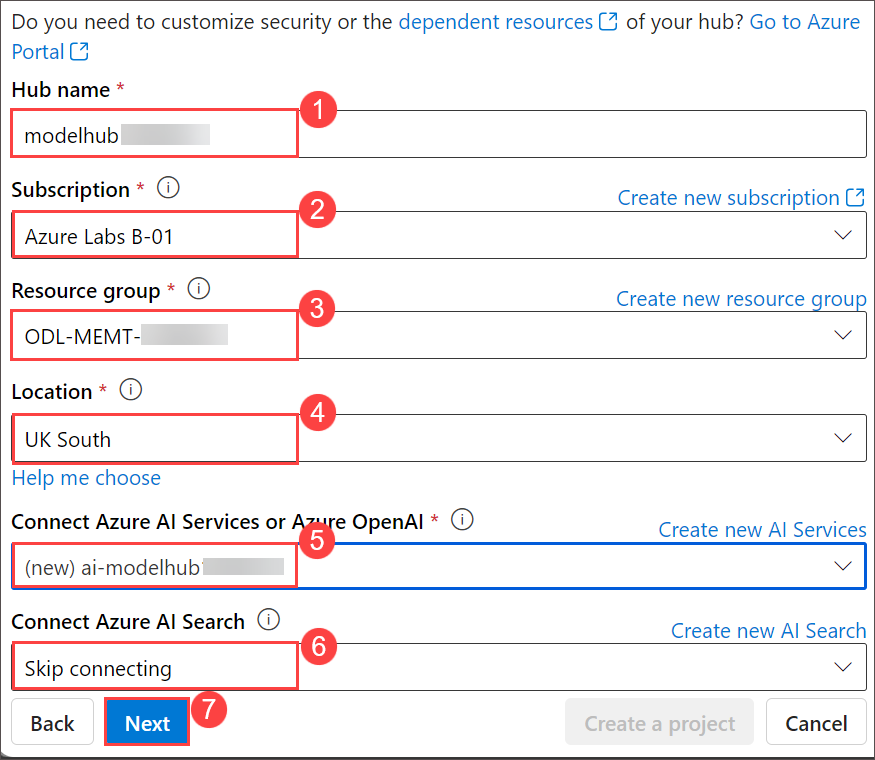 Do you need to customize security or the dependent resources of your hub? Go to Azure
Portal
Hub name *
1
modelhub
Subscription *
Create new subscription
2
Azure Labs B-01
Resource group *
Create new resource group
3
ODL-MEMT-
Location *
4
UK South
Help me choose
Connect Azure AI Services or Azure OpenAI *
Create new AI Services
5
(new) ai-modelhub
Connect Azure AI Search
Create new AI Search
6
Skip connecting
7
Back Next Create a project Cancel